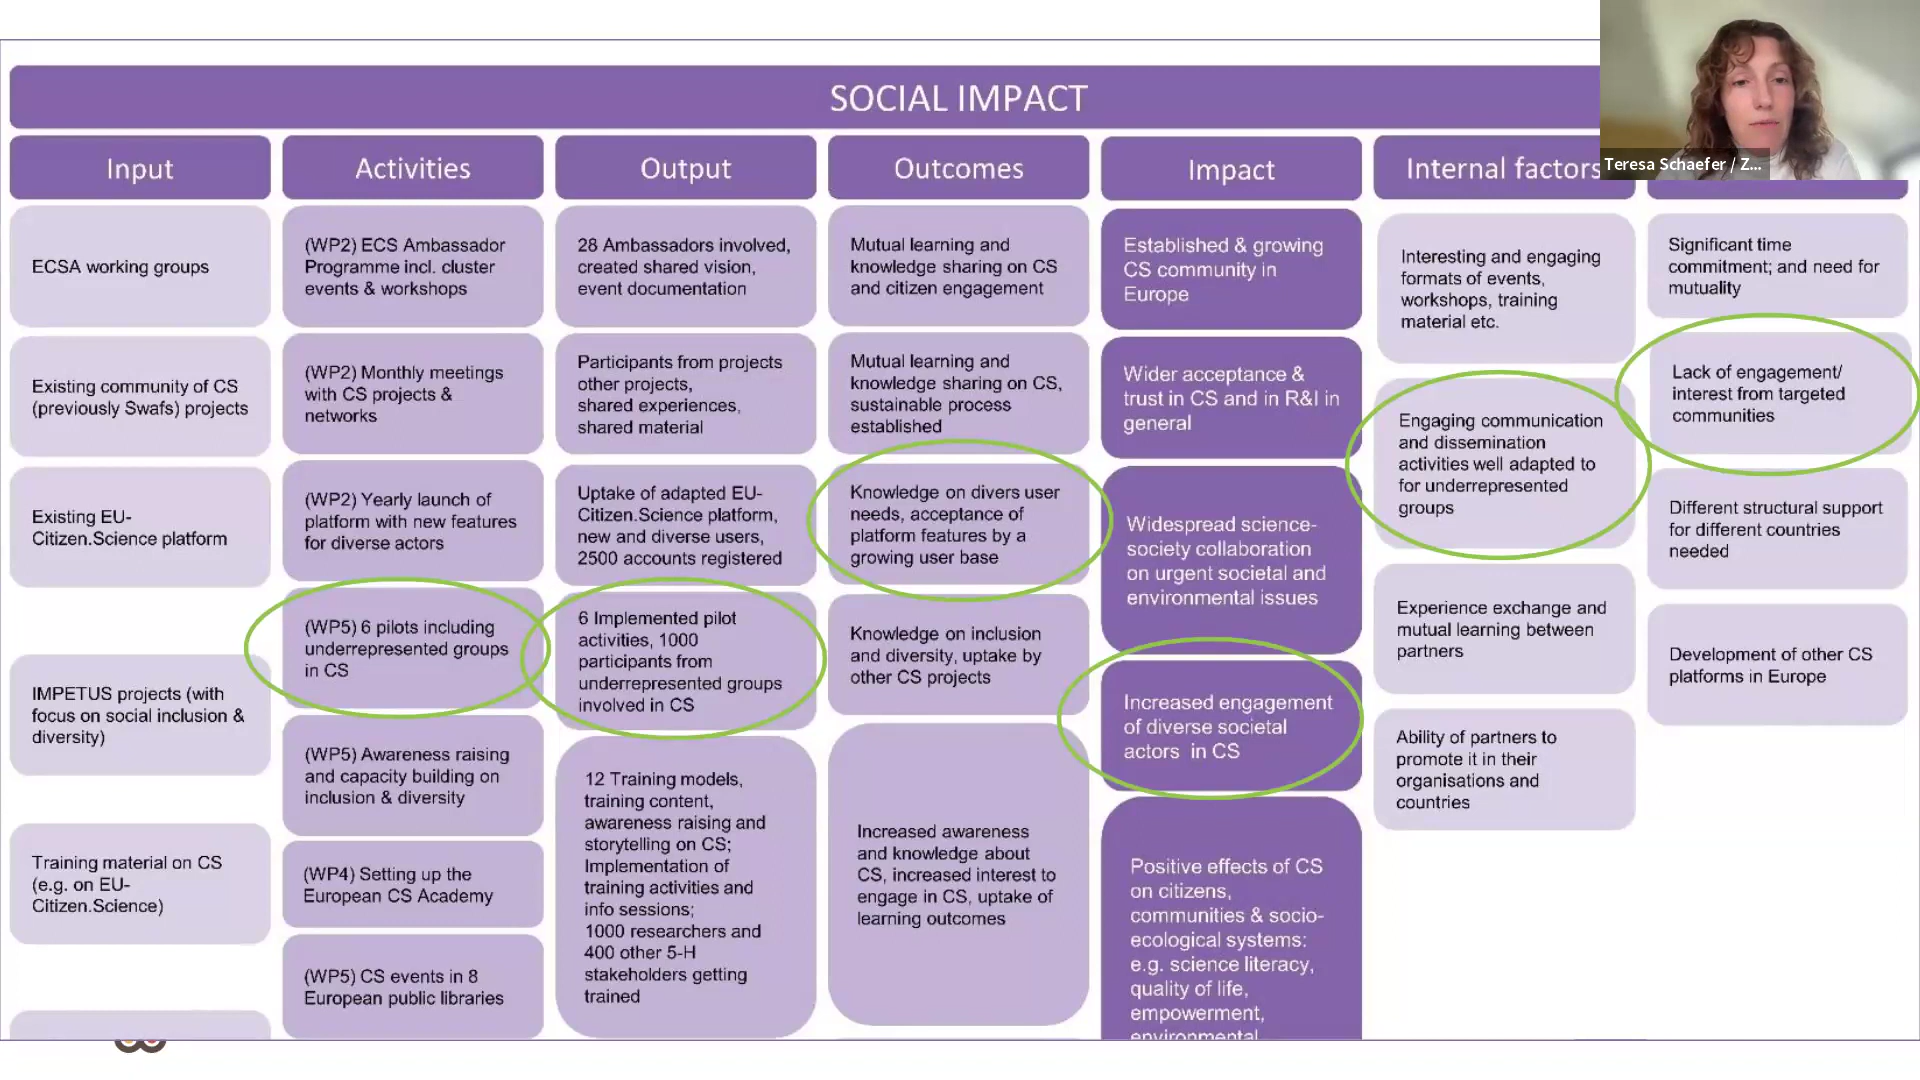 SOCIAL IMPACT
Teresa Schaefer / Z...
Input
Activities
Output
Outcomes
Impact
Internal factors
ECSA working groups
Existing community of CS
(previously Swafs) projects
Existing EU-
Citizen.Science platform
IMPETUS projects (with
focus on social inclusion &
diversity)
Training material on CS
(e.g. on EU-
Citizen.Science)
(WP2) ECS Ambassador
Programme incl. cluster
events & workshops
(WP2) Monthly meetings
with CS projects &
networks
(WP2) Yearly launch of
platform with new features
for diverse actors
(WP5) 6 pilots including
underrepresented groups
in CS
(WP5) Awareness raising
and capacity building on
inclusion & diversity
(WP4) Setting up the
European CS Academy
(WP5) CS events in 8
European public libraries
28 Ambassadors involved,
created shared vision,
event documentation
Participants from projects
other projects,
shared experiences,
shared material
Uptake of adapted EU-
Citizen.Science platform,
new and diverse users,
2500 accounts registered
6 Implemented pilot
activities, 1000
participants from
underrepresented groups
involved in CS
12 Training models,
training content,
awareness raising and
storytelling on CS;
Implementation of
training activities and
info sessions;
1000 researchers and
400 other 5-H
stakeholders getting
trained
Mutual learning and
knowledge sharing on CS
and citizen engagement
Mutual learning and
knowledge sharing on CS,
sustainable process
established
Knowledge on divers user
needs, acceptance of
platform features by a
growing user base
Knowledge on inclusion
and diversity, uptake by
other CS projects
Increased awareness
and knowledge about
CS, increased interest to
engage in CS, uptake of
learning outcomes
Established & growing
CS community in
Europe
Wider acceptance &
trust in CS and in R&I in
general
Widespread science-
society collaboration
on urgent societal and
environmental issues
Increased engagement
of diverse societal
actors in CS
Positive effects of CS
on citizens,
communities & socio-
ecological systems:
e.g. science literacy,
quality of life,
empowerment,
environmental
Interesting and engaging
formats of events,
workshops, training
material etc.
Engaging communication
and dissemination
activities well adapted to
for underrepresented
groups
Experience exchange and
mutual learning between
partners
Ability of partners to
promote it in their
organisations and
countries
Significant time
commitment; and need for
mutuality
Lack of engagement/
interest from targeted
communities
Different structural support
for different countries
needed
Development of other CS
platforms in Europe